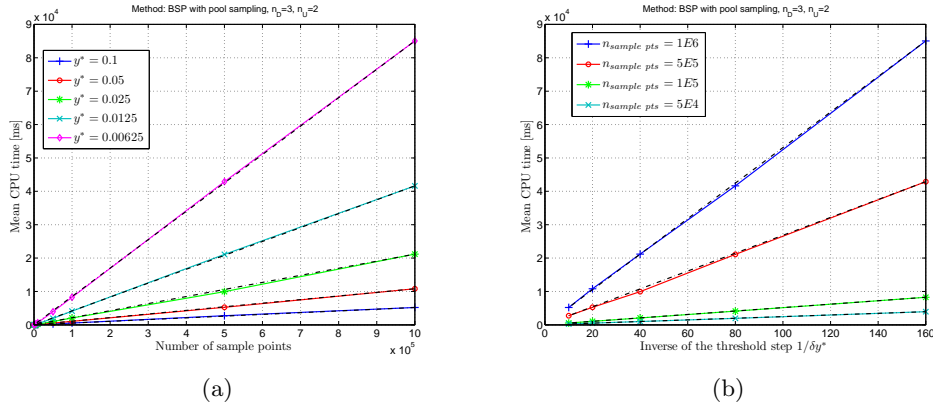 Method: BSP with pool sampling, n_D=3, n_U=2
x 10^4
9
8
7
6
5
4
3
2
1
0
Mean CPU time [ms]
y* = 0.1
y* = 0.05
y* = 0.025
y* = 0.0125
y* = 0.00625
0 1 2 3 4 5 6 7 8 9 10
x 10^5
Number of sample points
(a)
Method: BSP with pool sampling, n_D=3, n_U=2
x 10^4
9
8
7
6
5
4
3
2
1
0
Mean CPU time [ms]
n_sample pts = 1E6
n_sample pts = 5E5
n_sample pts = 1E5
n_sample pts = 5E4
0 20 40 60 80 100 120 140 160
Inverse of the threshold step 1/δy*
(b)